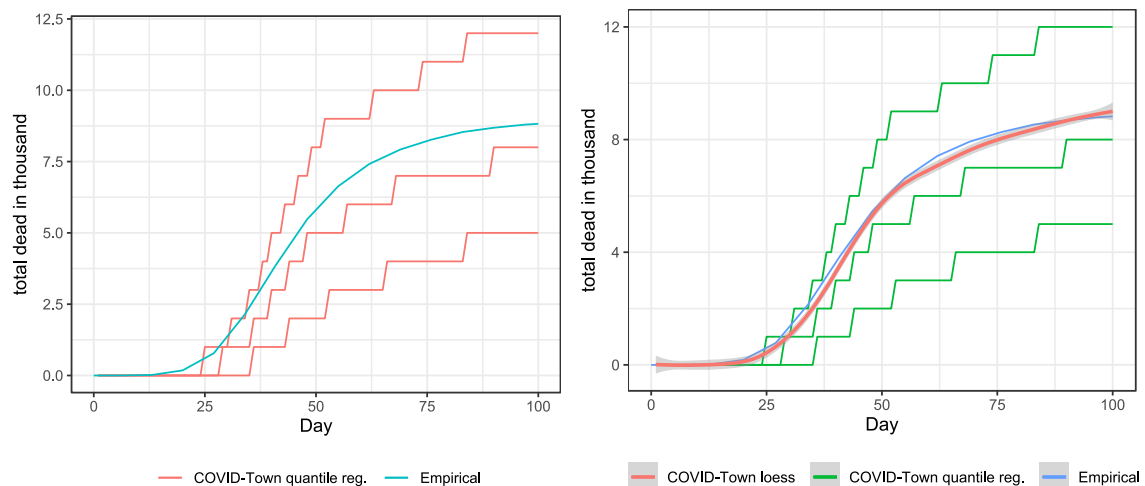 12.5
10.0
7.5
5.0
2.5
0.0
total dead in thousand
0 25 50 75 100
Day
COVID-Town quantile reg. Empirical
12
8
4
0
total dead in thousand
0 25 50 75 100
Day
COVID-Town loess COVID-Town quantile reg. Empirical